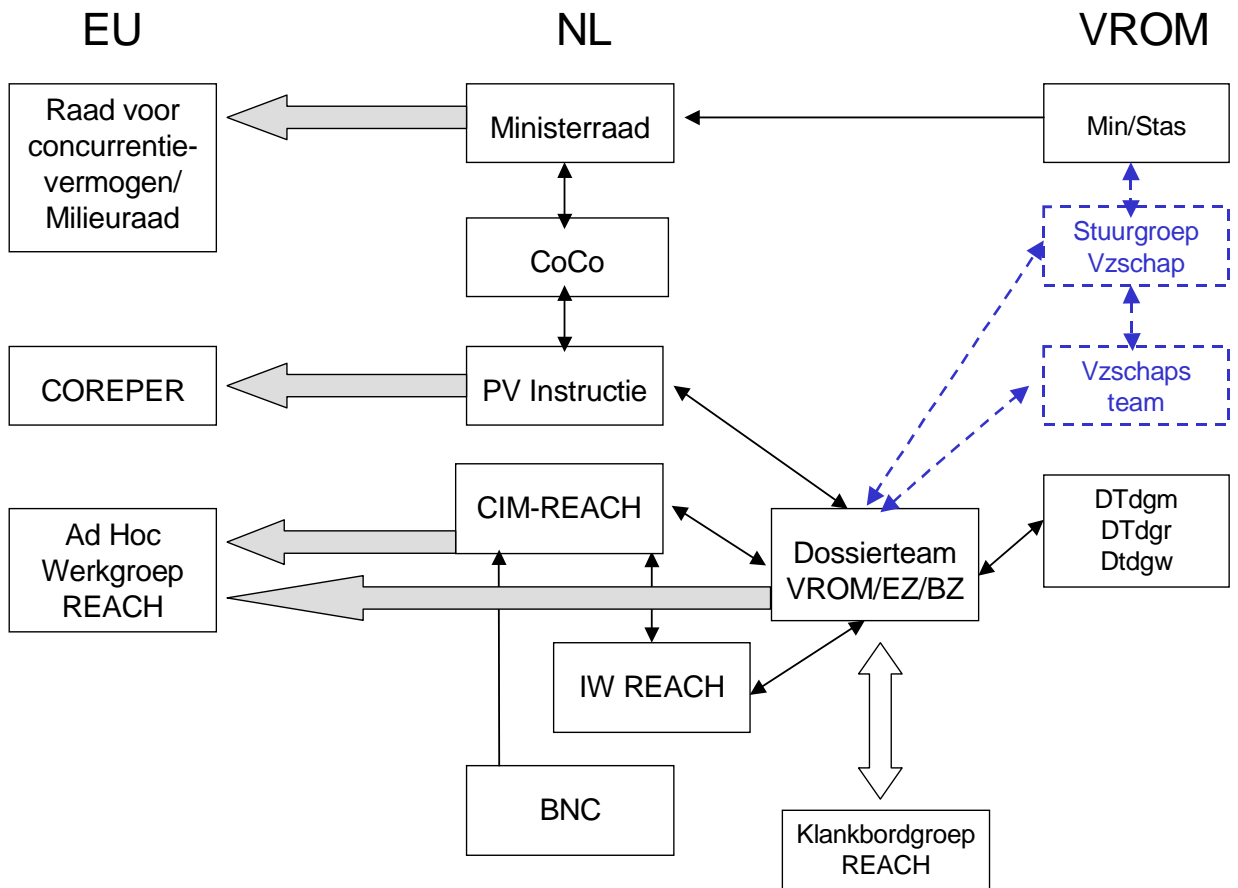 EU
NL
VROM
Raad voor
concurrentie-
vermogen/
Milieuraad
Ministerraad
Min/Stas
CoCo
Stuurgroep
Vzschap
COREPER
PV Instructie
Vzschaps
team
Ad Hoc
Werkgroep
REACH
CIM-REACH
Dossierteam
VROM/EZ/BZ
DTdgm
DTdgr
Dtdgw
IW REACH
BNC
Klankbordgroep
REACH